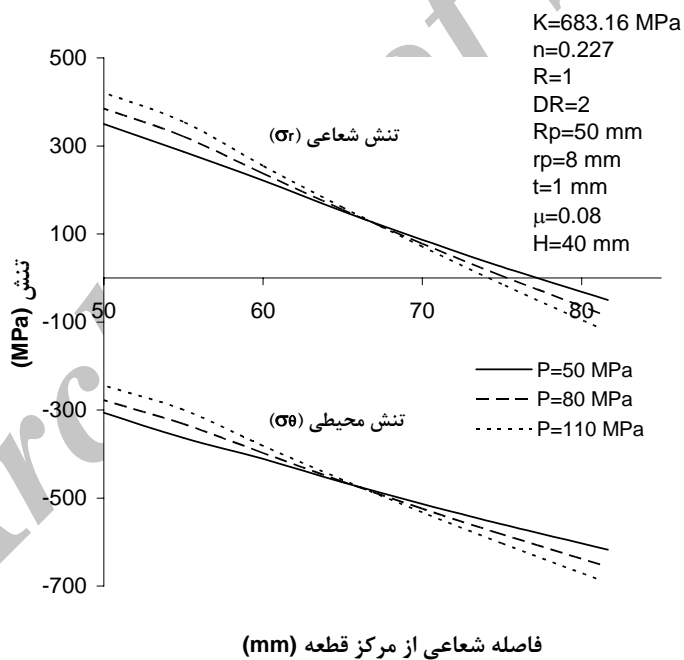 K=683.16 MPa
n=0.227
R=1
DR=2
Rp=50 mm
rp=8 mm
t=1 mm
μ=0.08
H=40 mm
500
300
100
-100
-300
-500
-700
50
60
70
80
تنش شعاعی (σr)
تنش محیطی (σθ)
P=50 MPa
P=80 MPa
P=110 MPa
تنش (MPa)
فاصله شعاعی از مرکز قطعه (mm)